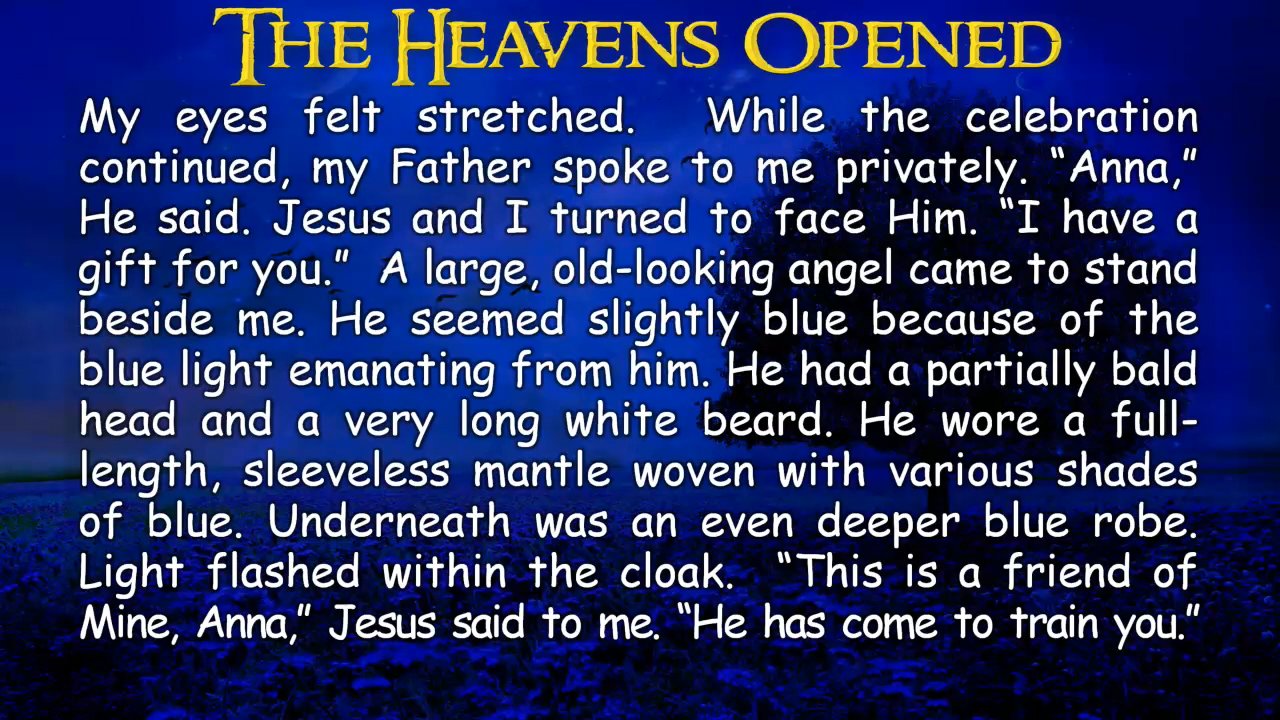 THE HEAVENS OPENED
My eyes felt stretched. While the celebration
continued, my Father spoke to me privately. “Anna,”
He said. Jesus and I turned to face Him. “I have a
gift for you.” A large, old-looking angel came to stand
beside me. He seemed slightly blue because of the
blue light emanating from him. He had a partially bald
head and a very long white beard. He wore a full-
length, sleeveless mantle woven with various shades
of blue. Underneath was an even deeper blue robe.
Light flashed within the cloak. “This is a friend of
Mine, Anna,” Jesus said to me. “He has come to train you.”